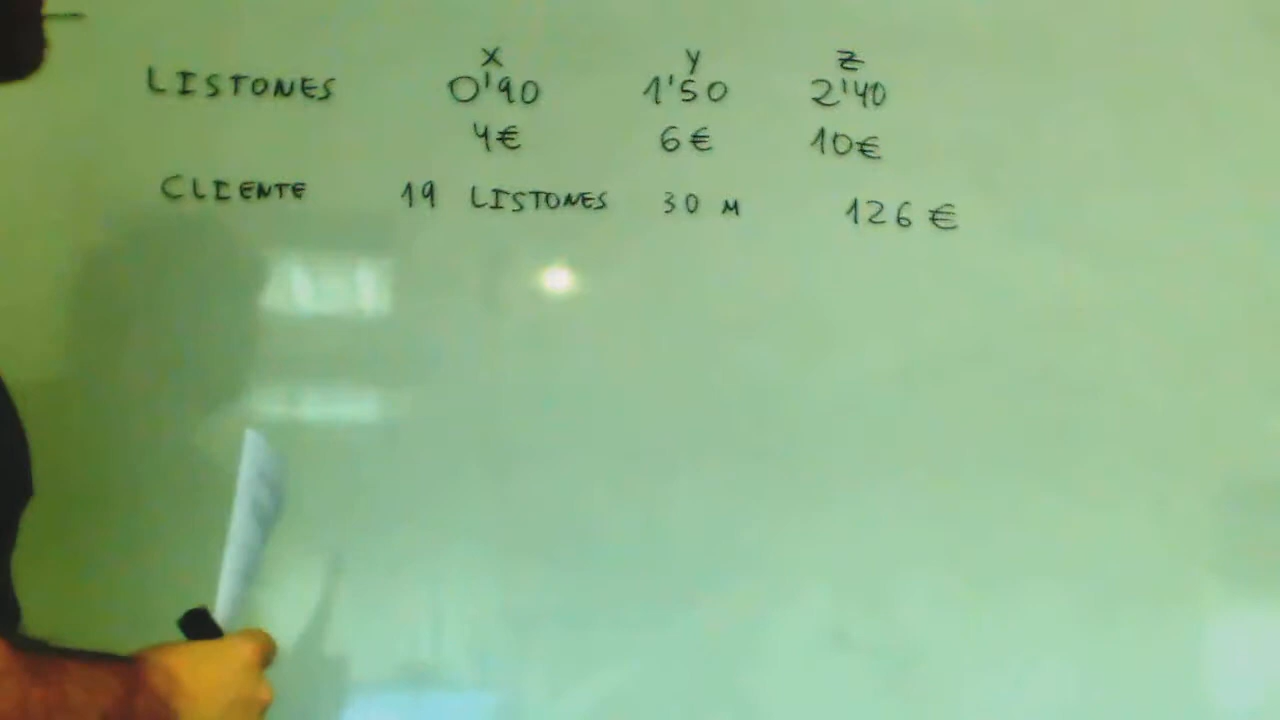 X Y Z
LISTONES 0'90 1'50 2'40
4€ 6€ 10€
CLIENTE 19 LISTONES 30 M 126 €